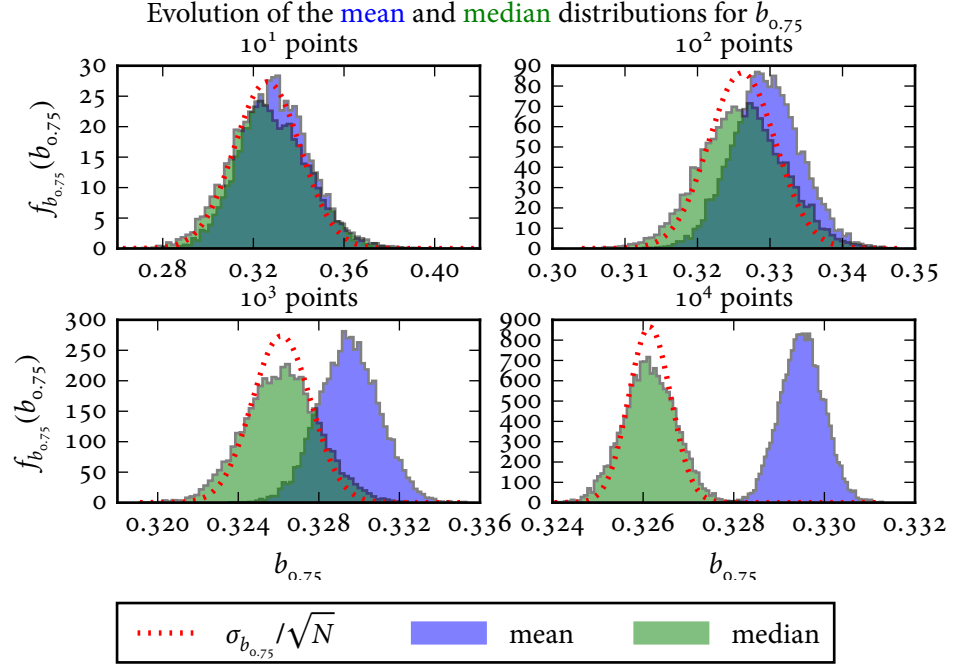 Evolution of the mean and median distributions for b₀.₇₅
10¹ points
10² points
30
25
20
15
10
5
0
f_b₀.₇₅(b₀.₇₅)
0.28 0.32 0.36 0.40
90
80
70
60
50
40
30
20
10
0
0.30 0.31 0.32 0.33 0.34 0.35
10³ points
10⁴ points
300
250
200
150
100
50
0
f_b₀.₇₅(b₀.₇₅)
0.320 0.324 0.328 0.332 0.336
b₀.₇₅
900
800
700
600
500
400
300
200
100
0
0.324 0.326 0.328 0.330 0.332
b₀.₇₅
σ_b₀.₇₅/√N mean median